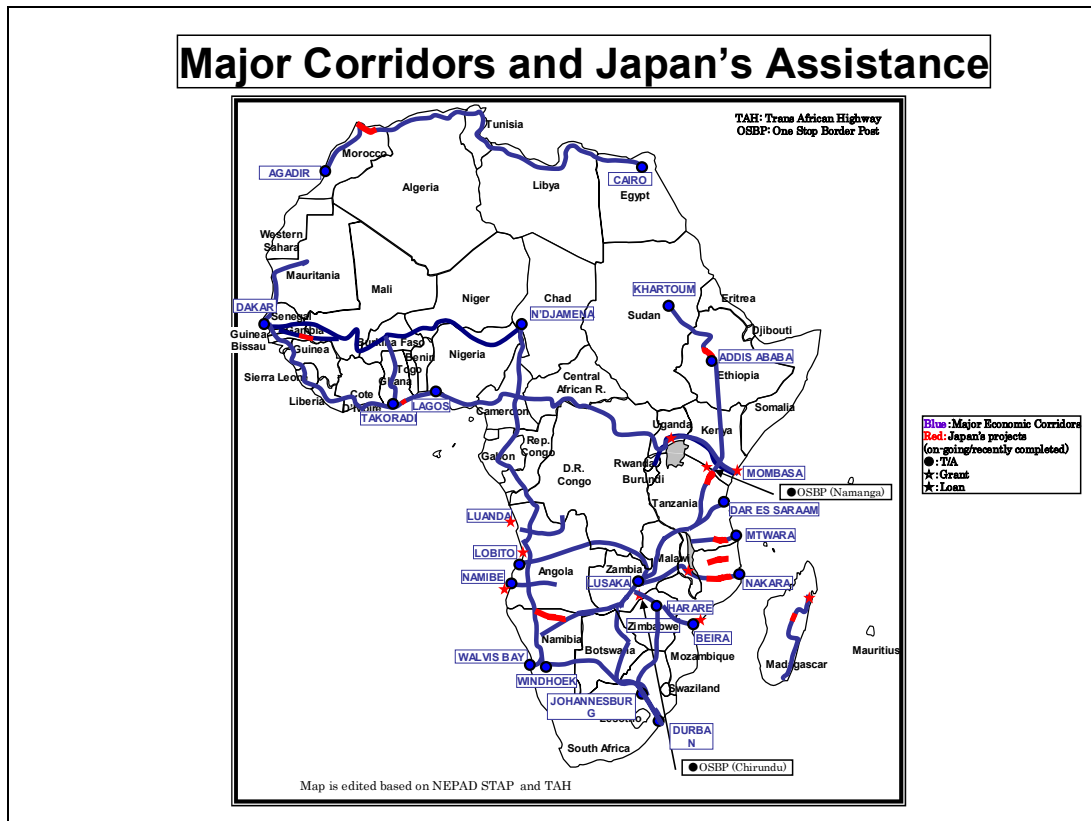 Major Corridors and Japan's Assistance
TAH: Trans African Highway
OSBP: One Stop Border Post
Tunisia
Morocco
AGADIR
Algeria
Libya
CAIRO
Egypt
Western
Sahara
Mauritania
Mali
Niger
Chad
KHARTOUM
Sudan
Eritrea
DAKAR
Senegal
Gambia
N'DJAMENA
Djibouti
Guinea
Bissau
Guinea
Burkina Faso
Benin
Nigeria
ADDIS ABABA
Togo
Ghana
Ethiopia
Sierra Leone
Central
African R.
Liberia
Cote
D'Ivoire
LAGOS
TAKORADI
Cameroon
Somalia
Uganda
Kenya
Rep.
Congo
Gabon
D.R.
Congo
Rwanda
Burundi
MOMBASA
Blue:Major Economic Corridors
Red:Japan's projects
(on-going/recently completed)
●:T/A
★:Grant
★:Loan
●OSBP (Namanga)
Tanzania
DAR ES SARAAM
LUANDA
MTWARA
LOBITO
Malawi
Zambia
Angola
NAMIBE
LUSAKA
NAKARA
HARARE
Zimbabwe
BEIRA
Namibia
Botswana
Mozambique
Mauritius
Madagascar
WALVIS BAY
WINDHOEK
Swaziland
JOHANNESBUR
G
Lesotho
DURBA
N
South Africa
●OSBP (Chirundu)
Map is edited based on NEPAD STAP and TAH